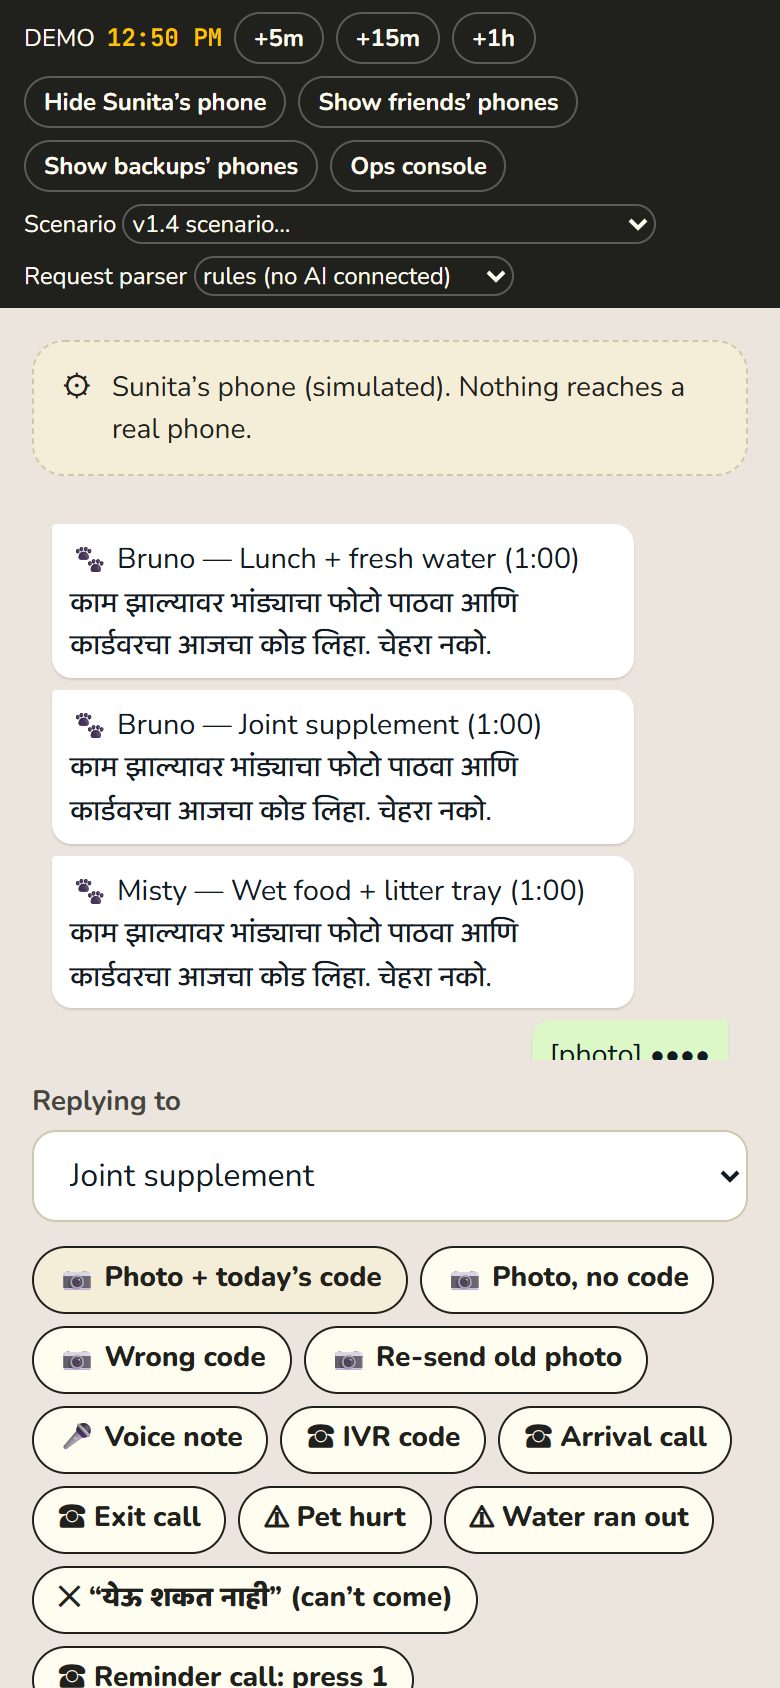 DEMO 12:50 PM +5m +15m +1h
Hide Sunita’s phone Show friends’ phones
Show backups’ phones Ops console
Scenario v1.4 scenario...
Request parser rules (no AI connected)
Sunita’s phone (simulated). Nothing reaches a
real phone.
Bruno — Lunch + fresh water (1:00)
काम झाल्यावर भांड्याचा फोटो पाठवा आणि
कार्डवरचा आजचा कोड लिहा. चेहरा नको.
Bruno — Joint supplement (1:00)
काम झाल्यावर भांड्याचा फोटो पाठवा आणि
कार्डवरचा आजचा कोड लिहा. चेहरा नको.
Misty — Wet food + litter tray (1:00)
काम झाल्यावर भांड्याचा फोटो पाठवा आणि
कार्डवरचा आजचा कोड लिहा. चेहरा नको.
[photo] ••••
Replying to
Joint supplement
Photo + today’s code Photo, no code
Wrong code Re-send old photo
Voice note ☎ IVR code ☎ Arrival call
☎ Exit call ⚠ Pet hurt ⚠ Water ran out
✕ “येऊ शकत नाही” (can’t come)
☎ Reminder call: press 1